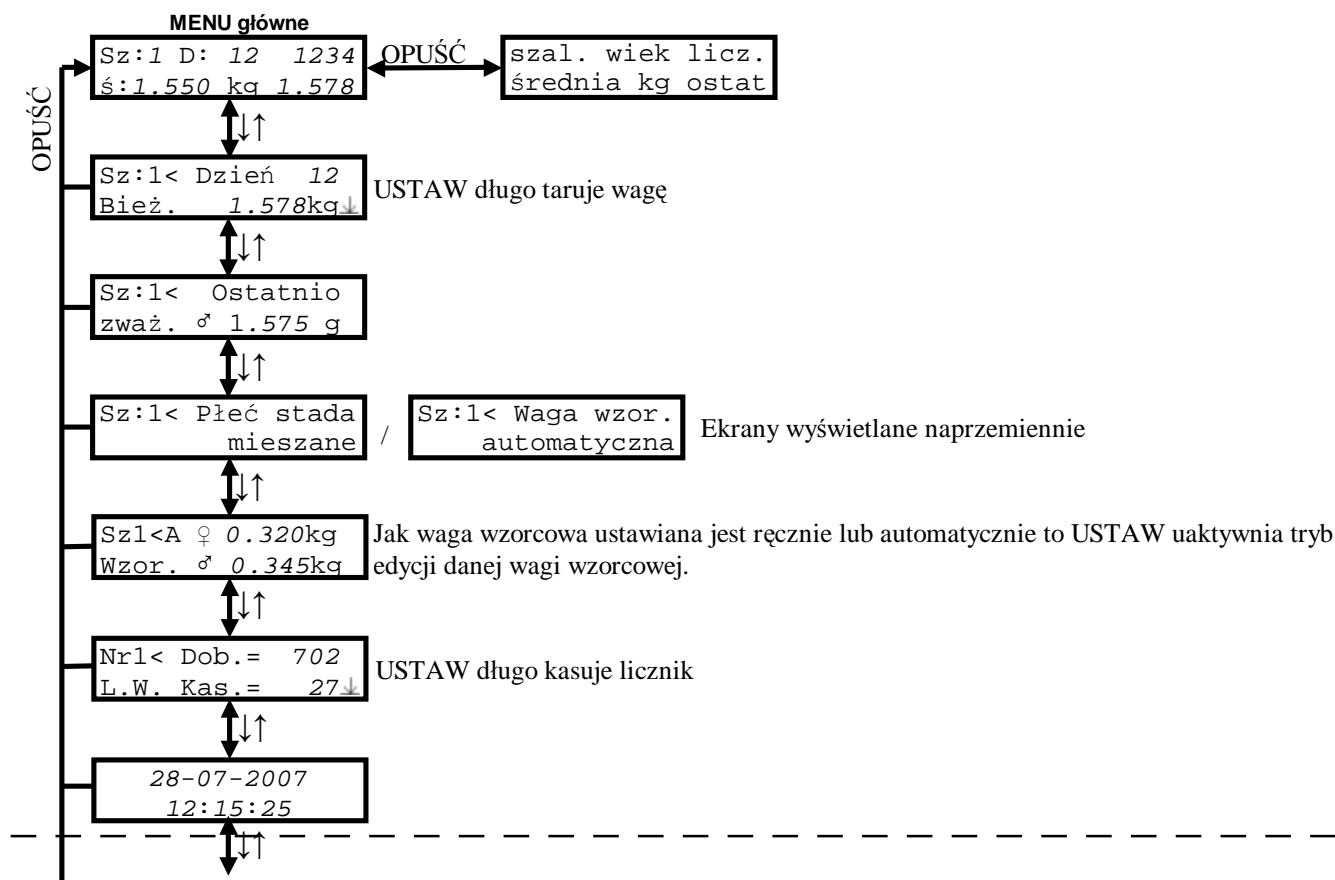 MENU główne
Sz:1 D: 12 1234
ś:1.550 kg 1.578
OPUŚĆ
szal. wiek licz.
średnia kg ostat
OPUŚĆ
↓↑
Sz:1< Dzień 12
Bież. 1.578kg↓
USTAW długo taruje wagę
↓↑
Sz:1< Ostatnio
zważ. ♂ 1.575 g
↓↑
Sz:1< Płeć stada
mieszane
/
Sz:1< Waga wzor.
automatyczna
Ekrany wyświetlane naprzemiennie
↓↑
Sz1<A ♀ 0.320kg
Wzor. ♂ 0.345kg
Jak waga wzorcowa ustawiana jest ręcznie lub automatycznie to USTAW uaktywnia tryb
edycji danej wagi wzorcowej.
↓↑
Nr1< Dob.= 702
L.W. Kas.= 27↓
USTAW długo kasuje licznik
↓↑
28-07-2007
12:15:25
↓↑